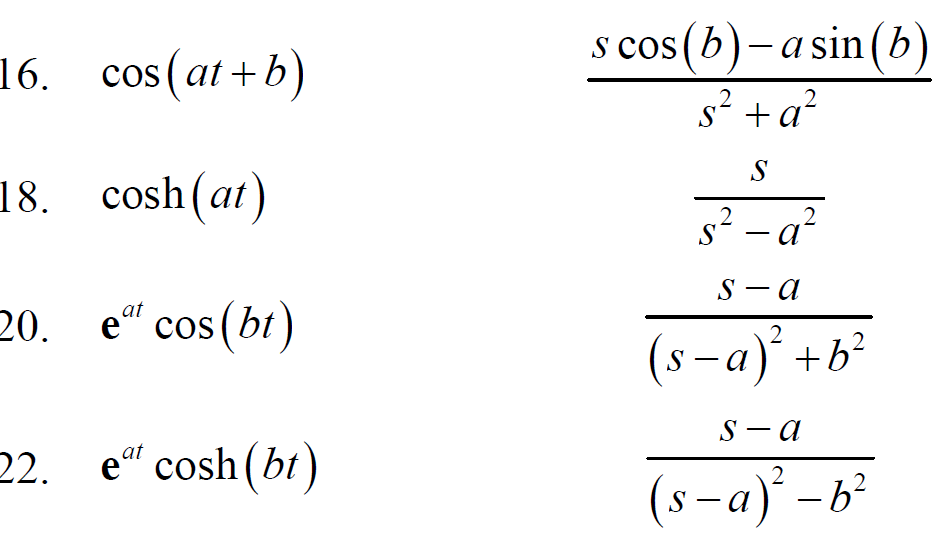 16. cos(at + b) (s cos(b) − a sin(b)) / (s² + a²)
18. cosh(at) s / (s² − a²)
20. e^{at} cos(bt) (s − a) / ((s − a)² + b²)
22. e^{at} cosh(bt) (s − a) / ((s − a)² − b²)